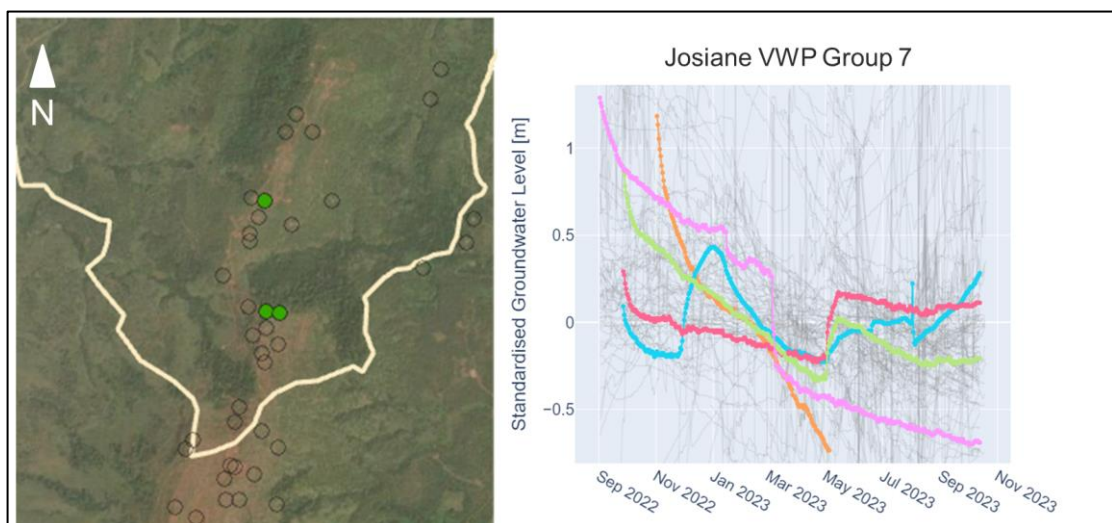 N
Josiane VWP Group 7
Standardised Groundwater Level [m]
1
0.5
0
−0.5
Sep 2022
Nov 2022
Jan 2023
Mar 2023
May 2023
Jul 2023
Sep 2023
Nov 2023